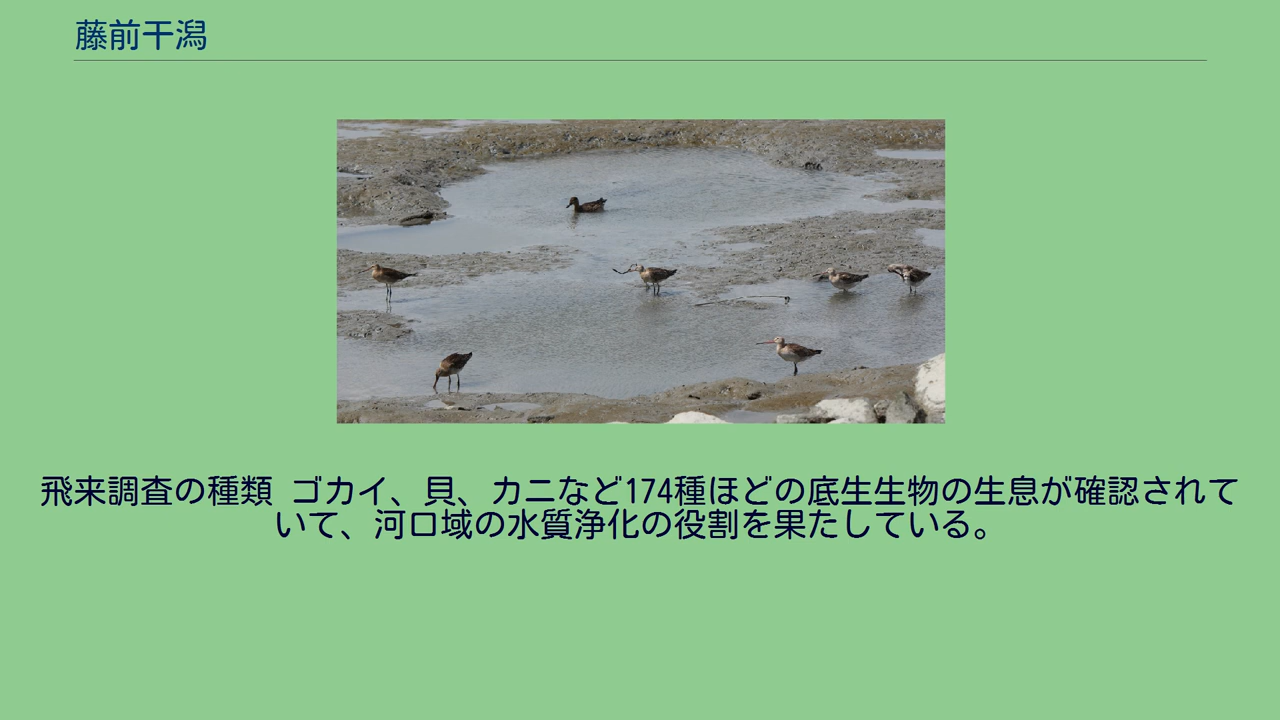 藤前干潟
飛来調査の種類 ゴカイ、貝、カニなど174種ほどの底生生物の生息が確認されて
いて、河口域の水質浄化の役割を果たしている。